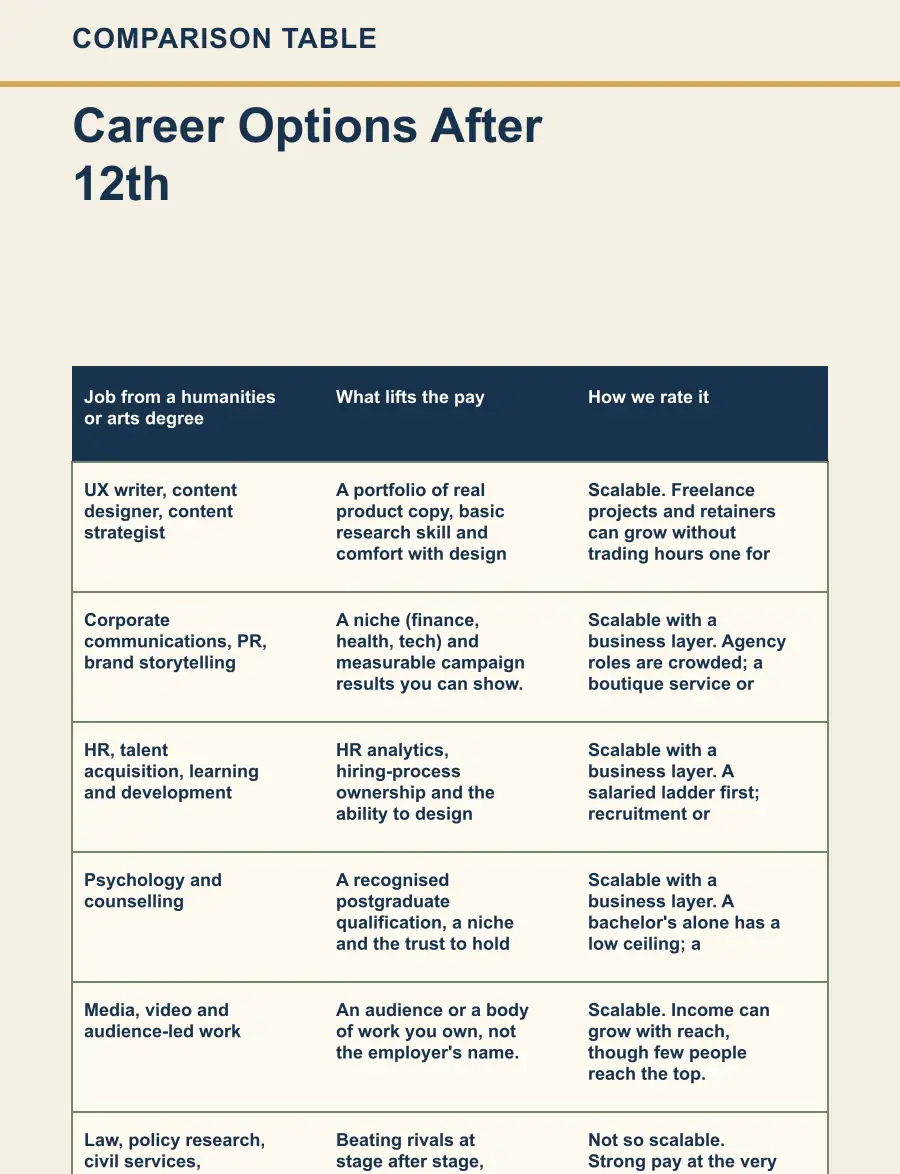 COMPARISON TABLE
Career Options After
12th
Job from a humanities
or arts degree
What lifts the pay
How we rate it
UX writer, content
designer, content
strategist
A portfolio of real
product copy, basic
research skill and
comfort with design
Scalable. Freelance
projects and retainers
can grow without
trading hours one for
Corporate
communications, PR,
brand storytelling
A niche (finance,
health, tech) and
measurable campaign
results you can show.
Scalable with a
business layer. Agency
roles are crowded; a
boutique service or
HR, talent
acquisition, learning
and development
HR analytics,
hiring-process
ownership and the
ability to design
Scalable with a
business layer. A
salaried ladder first;
recruitment or
Psychology and
counselling
A recognised
postgraduate
qualification, a niche
and the trust to hold
Scalable with a
business layer. A
bachelor's alone has a
low ceiling; a
Media, video and
audience-led work
An audience or a body
of work you own, not
the employer's name.
Scalable. Income can
grow with reach,
though few people
reach the top.
Law, policy research,
civil services,
Beating rivals at
stage after stage,
Not so scalable.
Strong pay at the very